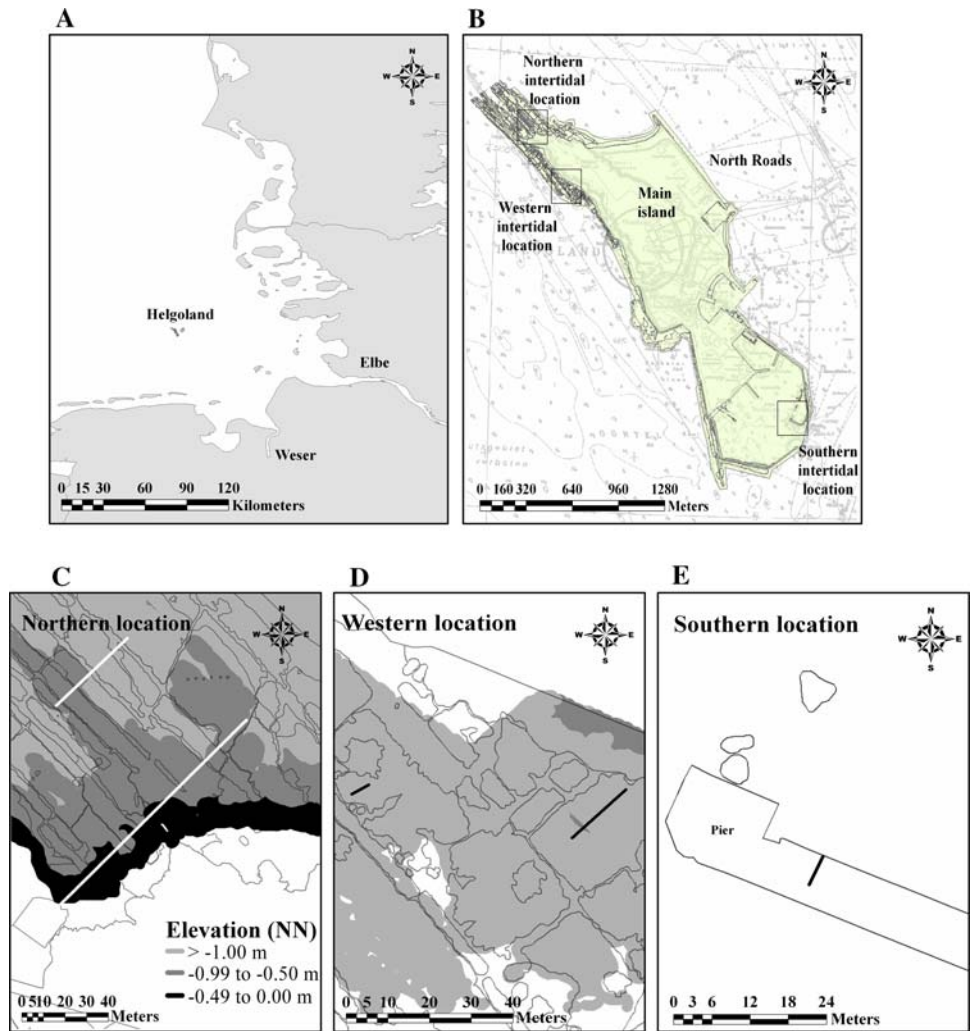 A
N
W E
S
Helgoland
Elbe
Weser
0 15 30 60 90 120
Kilometers
B
N
W E
S
Northern
intertidal
location
North Roads
Main
island
Western
intertidal
location
Southern
intertidal
location
0 160 320 640 960 1280
Meters
C
Northern location
N
W E
S
Elevation (NN)
> -1.00 m
-0.99 to -0.50 m
-0.49 to 0.00 m
0 5 10 20 30 40
Meters
D
Western location
N
W E
S
0 5 10 20 30 40
Meters
E
Southern location
N
W E
S
Pier
0 3 6 12 18 24
Meters